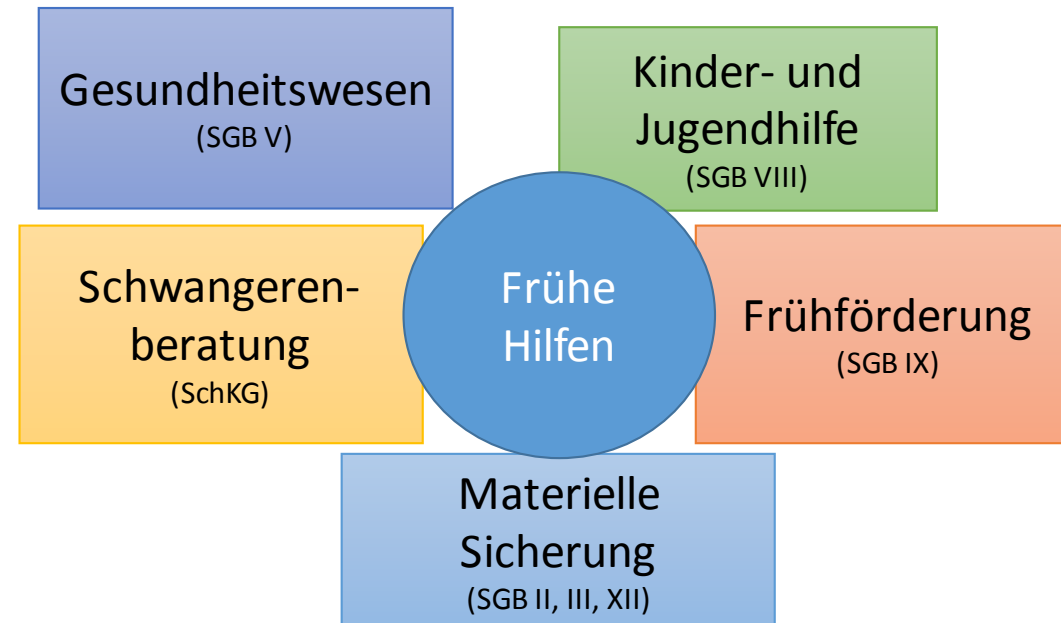 Gesundheitswesen
(SGB V)
Kinder- und
Jugendhilfe
(SGB VIII)
Schwangeren-
beratung
(SchKG)
Frühe
Hilfen
Frühförderung
(SGB IX)
Materielle
Sicherung
(SGB II, III, XII)